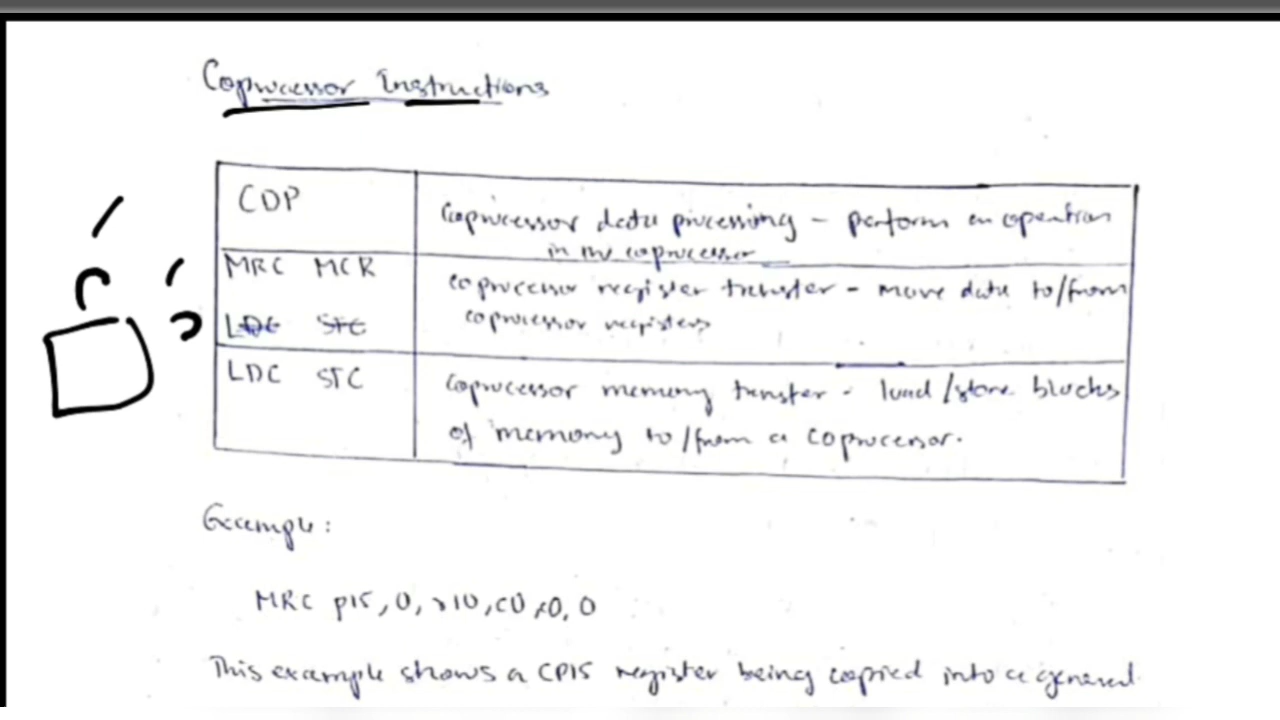 Coprocessor Instructions
CDP
Coprocessor data processing - perform an operation
in the coprocessor
MRC MCR
coprocessor register transfer - move data to/from
coprocessor registers
LDC STC
LDC STC
Coprocessor memory transfer - load/store blocks
of memory to/from a coprocessor.
Example:
MRC p15, 0, r10, c0, c0, 0
This example shows a CP15 register being copied into a general